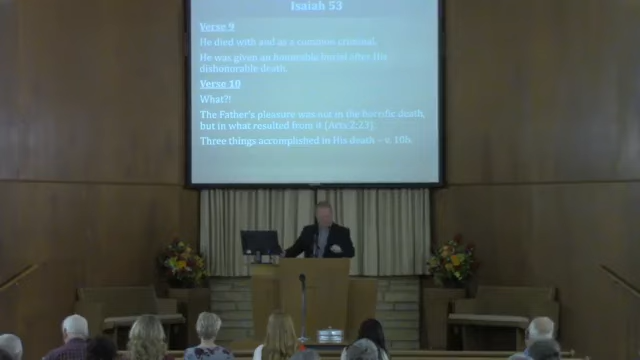 Isaiah 53
Verse 9
He died with and as a common criminal.
He was given an honorable burial after His
dishonorable death.
Verse 10
What?!
The Father's pleasure was not in the horrific death,
but in what resulted from it (Acts 2:23)
Three things accomplished in His death – v. 10b.